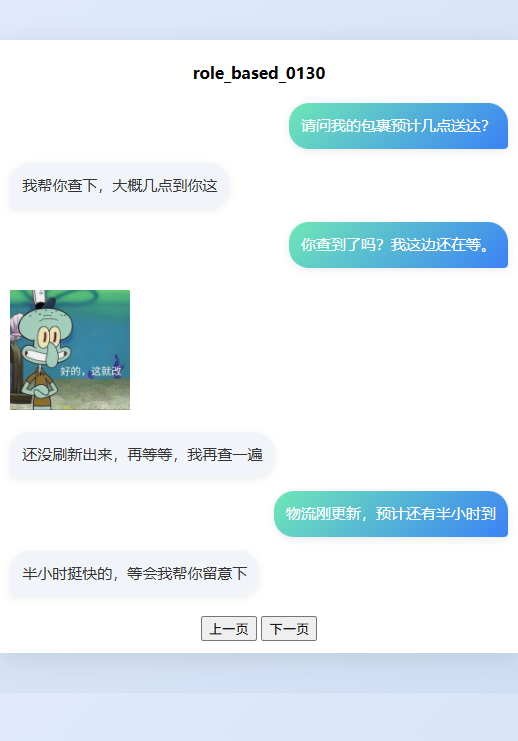 role_based_0130
请问我的包裹预计几点送达？
我帮你查下，大概几点到你这
你查到了吗？我这边还在等。
好的，这就改
还没刷新出来，再等等，我再查一遍
物流刚更新，预计还有半小时到
半小时挺快的，等会我帮你留意下
上一页 下一页